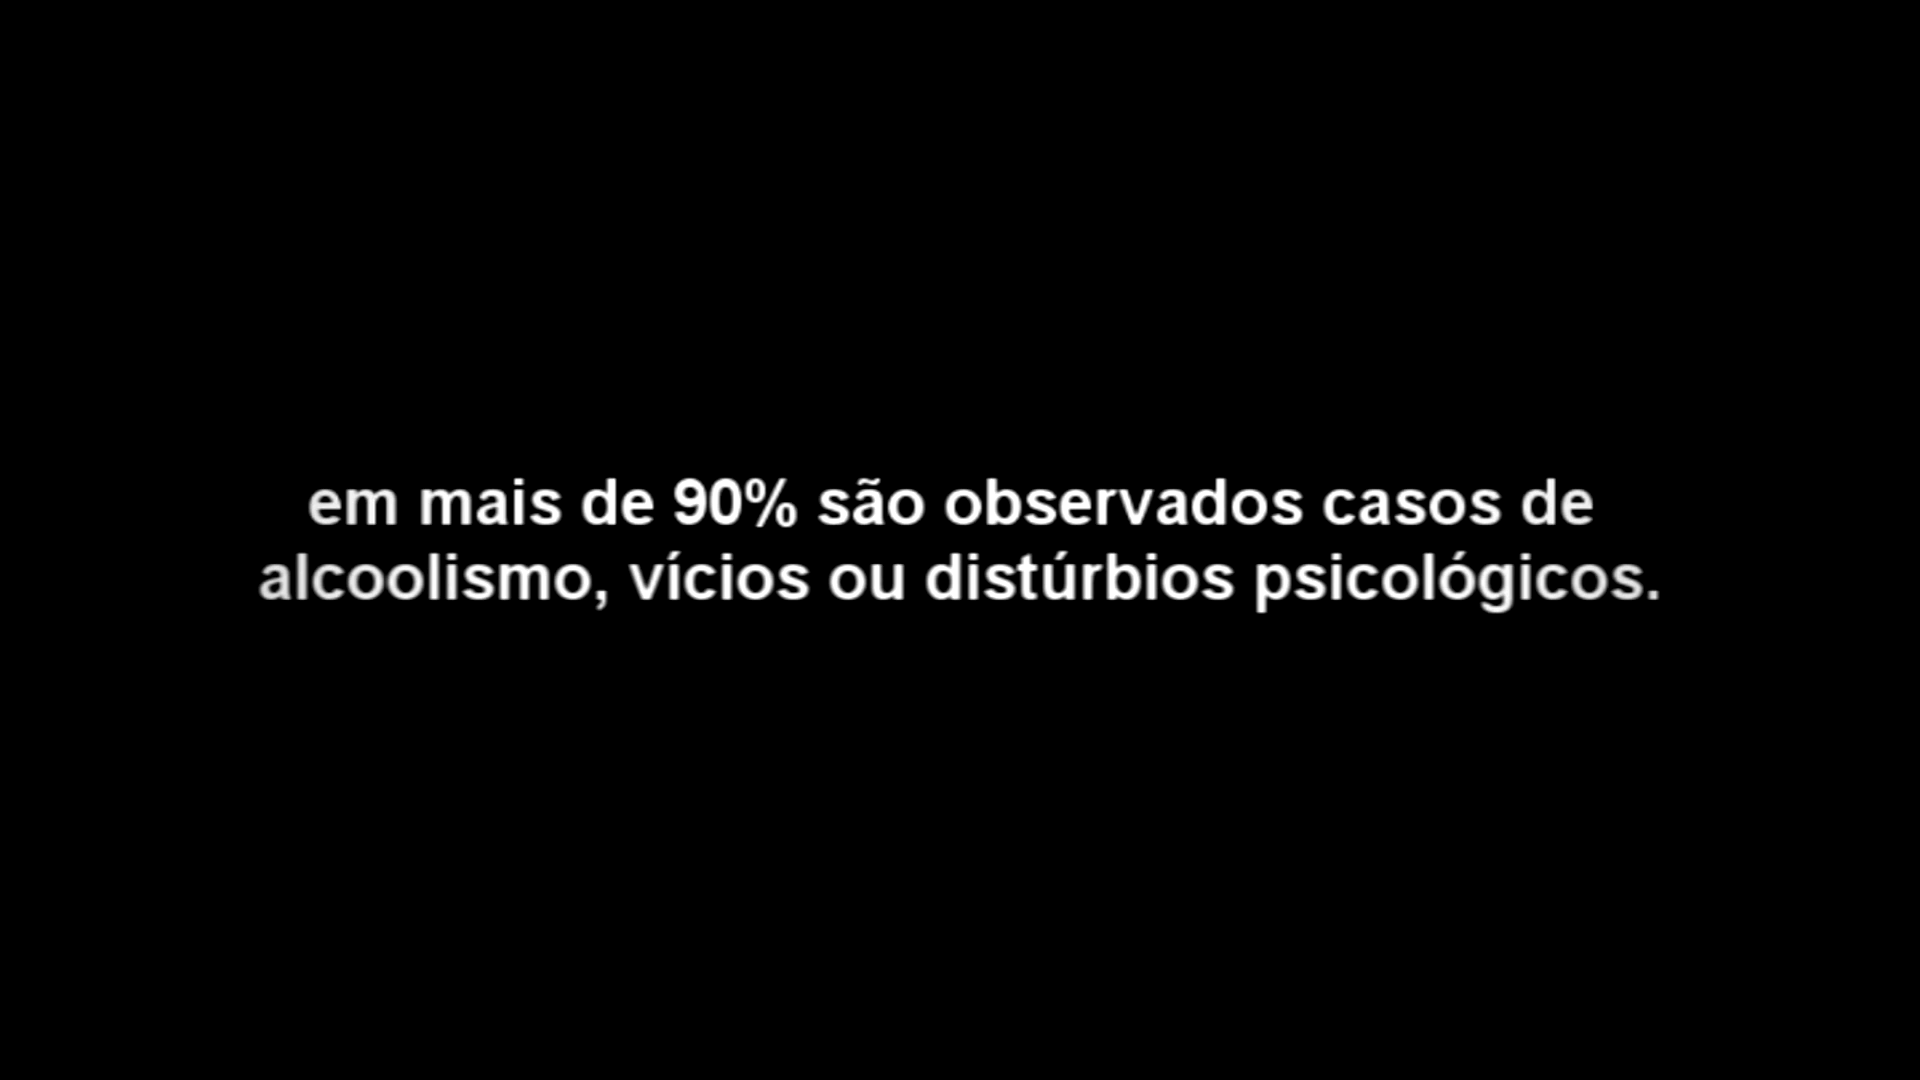 em mais de 90% são observados casos de
alcoolismo, vícios ou distúrbios psicológicos.